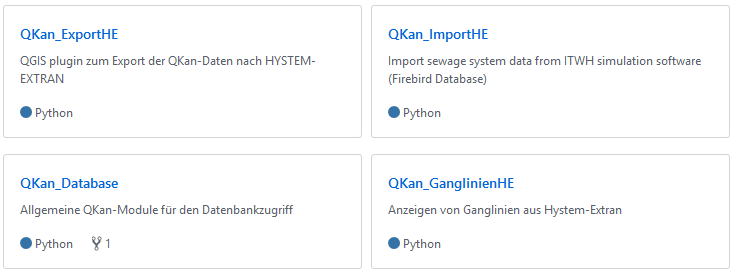 QKan_ExportHE
QGIS plugin zum Export der QKan-Daten nach HYSTEM-
EXTRAN
Python
QKan_ImportHE
Import sewage system data from ITWH simulation software
(Firebird Database)
Python
QKan_Database
Allgemeine QKan-Module für den Datenbankzugriff
Python 1
QKan_GanglinienHE
Anzeigen von Ganglinien aus Hystem-Extran
Python